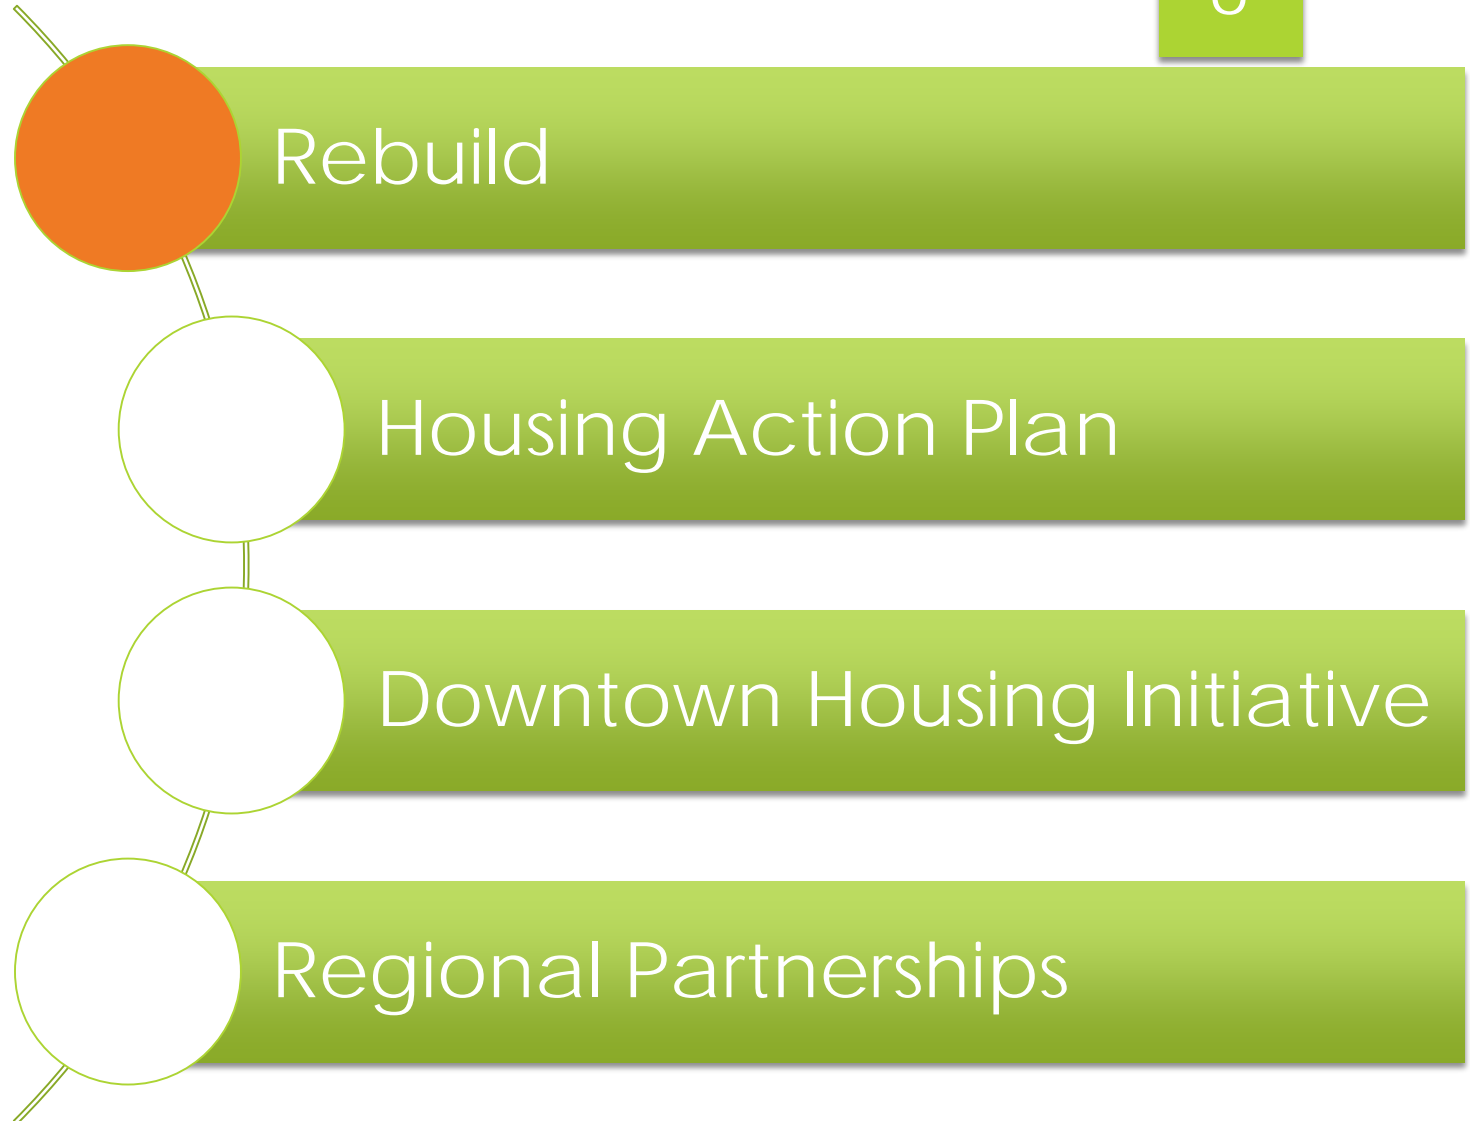 Rebuild
Housing Action Plan
Downtown Housing Initiative
Regional Partnerships